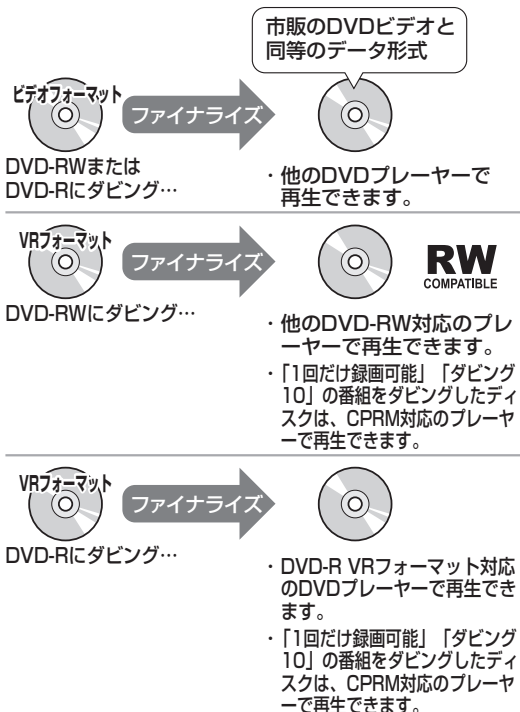 市販のDVDビデオと
同等のデータ形式
ビデオフォーマット
ファイナライズ
DVD-RWまたは
DVD-Rにダビング…
・他のDVDプレーヤーで
再生できます。
VRフォーマット
ファイナライズ
RW
COMPATIBLE
DVD-RWにダビング…
・他のDVD-RW対応のプレ
ーヤーで再生できます。
・「1回だけ録画可能」「ダビング
10」の番組をダビングしたディ
スクは、CPRM対応のプレーヤ
ーで再生できます。
VRフォーマット
ファイナライズ
DVD-Rにダビング…
・DVD-R VRフォーマット対応
のDVDプレーヤーで再生でき
ます。
・「1回だけ録画可能」「ダビング
10」の番組をダビングしたディ
スクは、CPRM対応のプレーヤ
ーで再生できます。